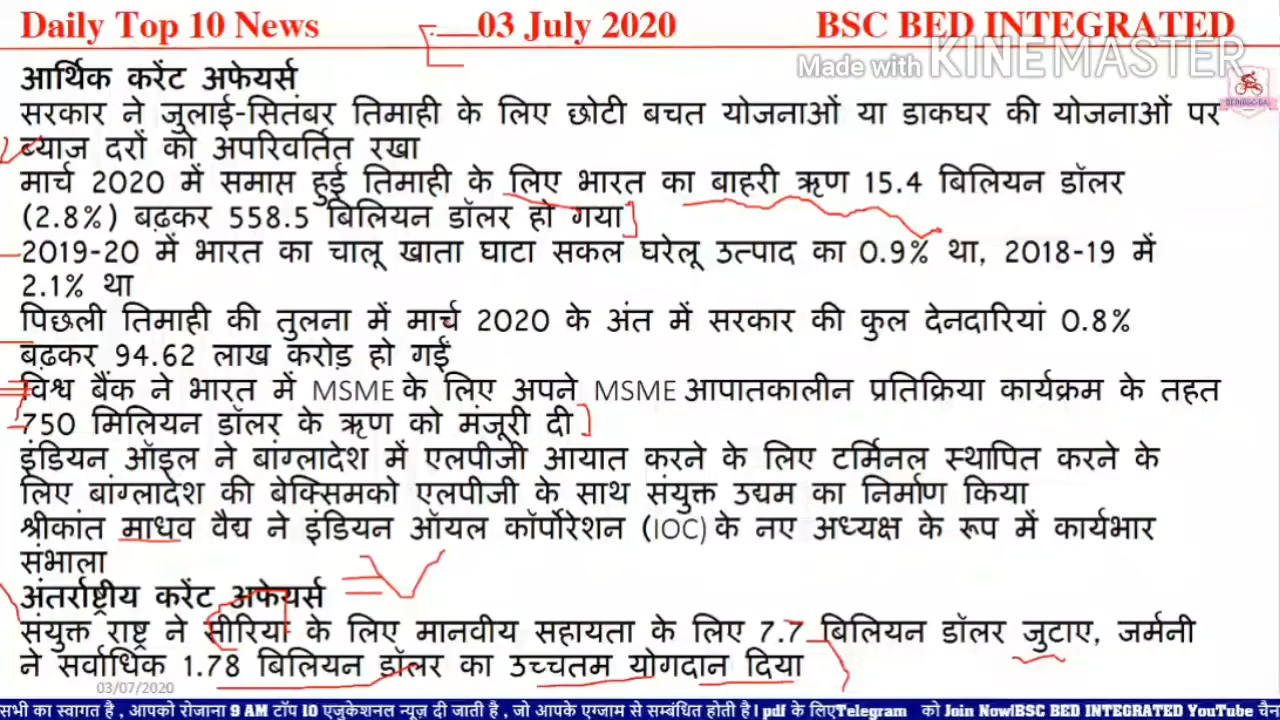 Daily Top 10 News 03 July 2020 BSC BED INTEGRATED
Made with KINEMASTER
आर्थिक करेंट अफेयर्स
सरकार ने जुलाई-सितंबर तिमाही के लिए छोटी बचत योजनाओं या डाकघर की योजनाओं पर
ब्याज दरों को अपरिवर्तित रखा
मार्च 2020 में समाप्त हुई तिमाही के लिए भारत का बाहरी ऋण 15.4 बिलियन डॉलर
(2.8%) बढ़कर 558.5 बिलियन डॉलर हो गया
2019-20 में भारत का चालू खाता घाटा सकल घरेलू उत्पाद का 0.9% था, 2018-19 में
2.1% था
पिछली तिमाही की तुलना में मार्च 2020 के अंत में सरकार की कुल देनदारियां 0.8%
बढ़कर 94.62 लाख करोड़ हो गईं
विश्व बैंक ने भारत में MSME के लिए अपने MSME आपातकालीन प्रतिक्रिया कार्यक्रम के तहत
750 मिलियन डॉलर के ऋण को मंजूरी दी
इंडियन ऑइल ने बांग्लादेश में एलपीजी आयात करने के लिए टर्मिनल स्थापित करने के
लिए बांग्लादेश की बेक्सिमको एलपीजी के साथ संयुक्त उद्यम का निर्माण किया
श्रीकांत माधव वैद्य ने इंडियन ऑयल कॉर्पोरेशन (IOC) के नए अध्यक्ष के रूप में कार्यभार
संभाला
अंतर्राष्ट्रीय करेंट अफेयर्स
संयुक्त राष्ट्र ने सीरिया के लिए मानवीय सहायता के लिए 7.7 बिलियन डॉलर जुटाए, जर्मनी
ने सर्वाधिक 1.78 बिलियन डॉलर का उच्चतम योगदान दिया
03/07/2020
सभी का स्वागत है , आपको रोजाना 9 AM टॉप 10 एजुकेशनल न्यूज़ दी जाती है , जो आपके एग्जाम से सम्बंधित होती है l pdf के लिएTelegram को Join Now!BSC BED INTEGRATED YouTube चैन